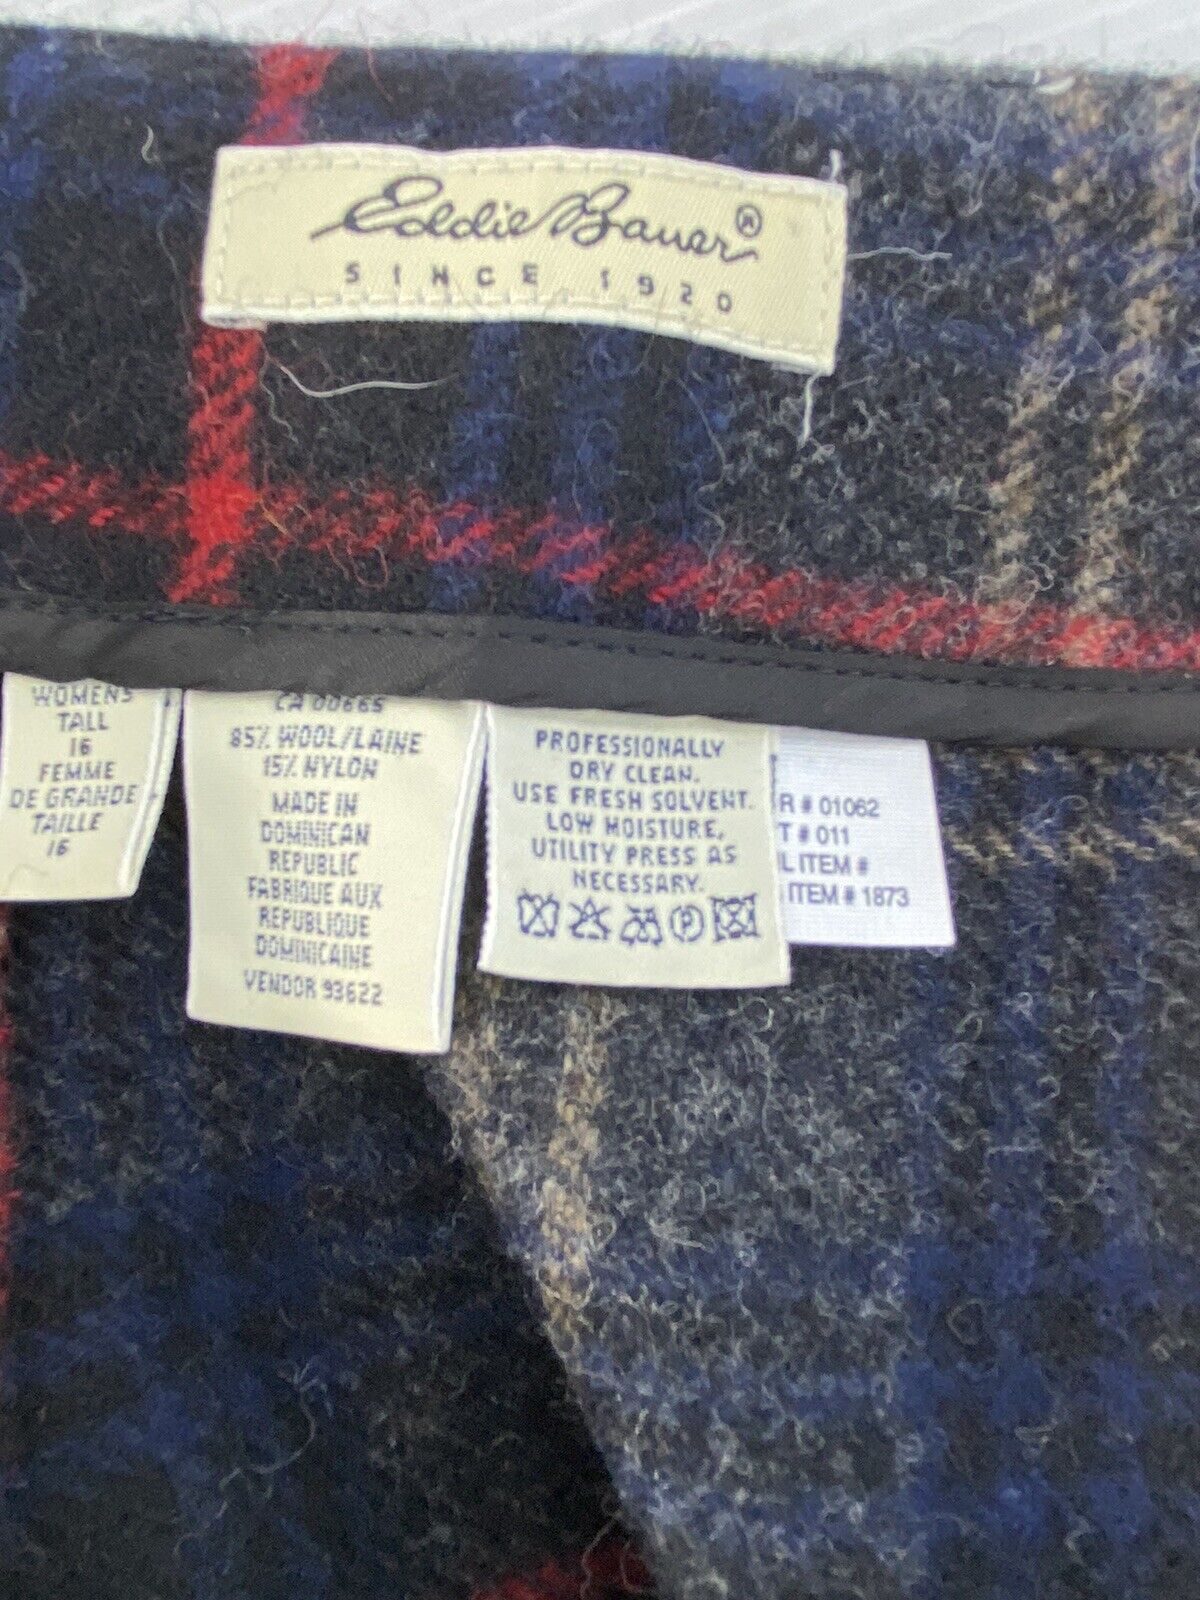 Eddie Bauer®
SINCE 1920
WOMENS
TALL
16
FEMME
DE GRANDE
TAILLE
16
CA 00665
85% WOOL/LAINE
15% NYLON
MADE IN
DOMINICAN
REPUBLIC
FABRIQUE AUX
REPUBLIQUE
DOMINICAINE
VENDOR 93622
PROFESSIONALLY
DRY CLEAN.
USE FRESH SOLVENT.
LOW MOISTURE,
UTILITY PRESS AS
NECESSARY.
P
R # 01062
T # 011
L ITEM #
ITEM # 1873